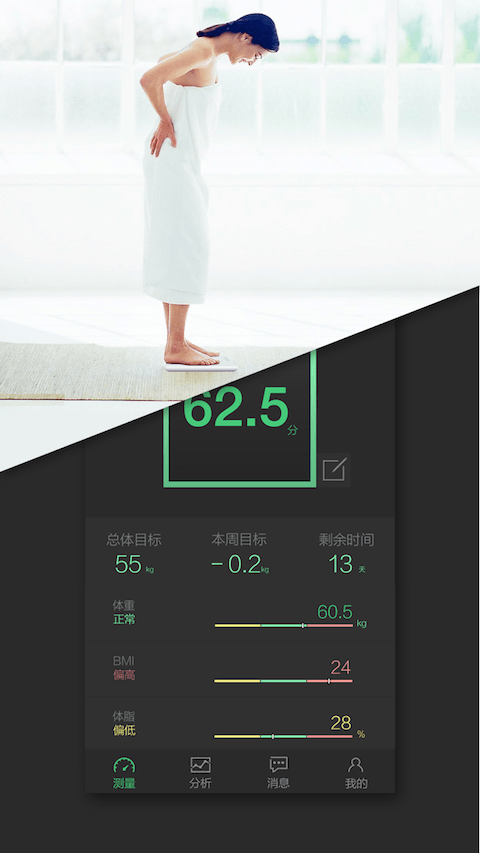 62.5分
总体目标 本周目标 剩余时间
55 kg -0.2kg 13 天
体重 60.5 kg
正常
BMI 24
偏高
体脂 28 %
偏低
测量 分析 消息 我的